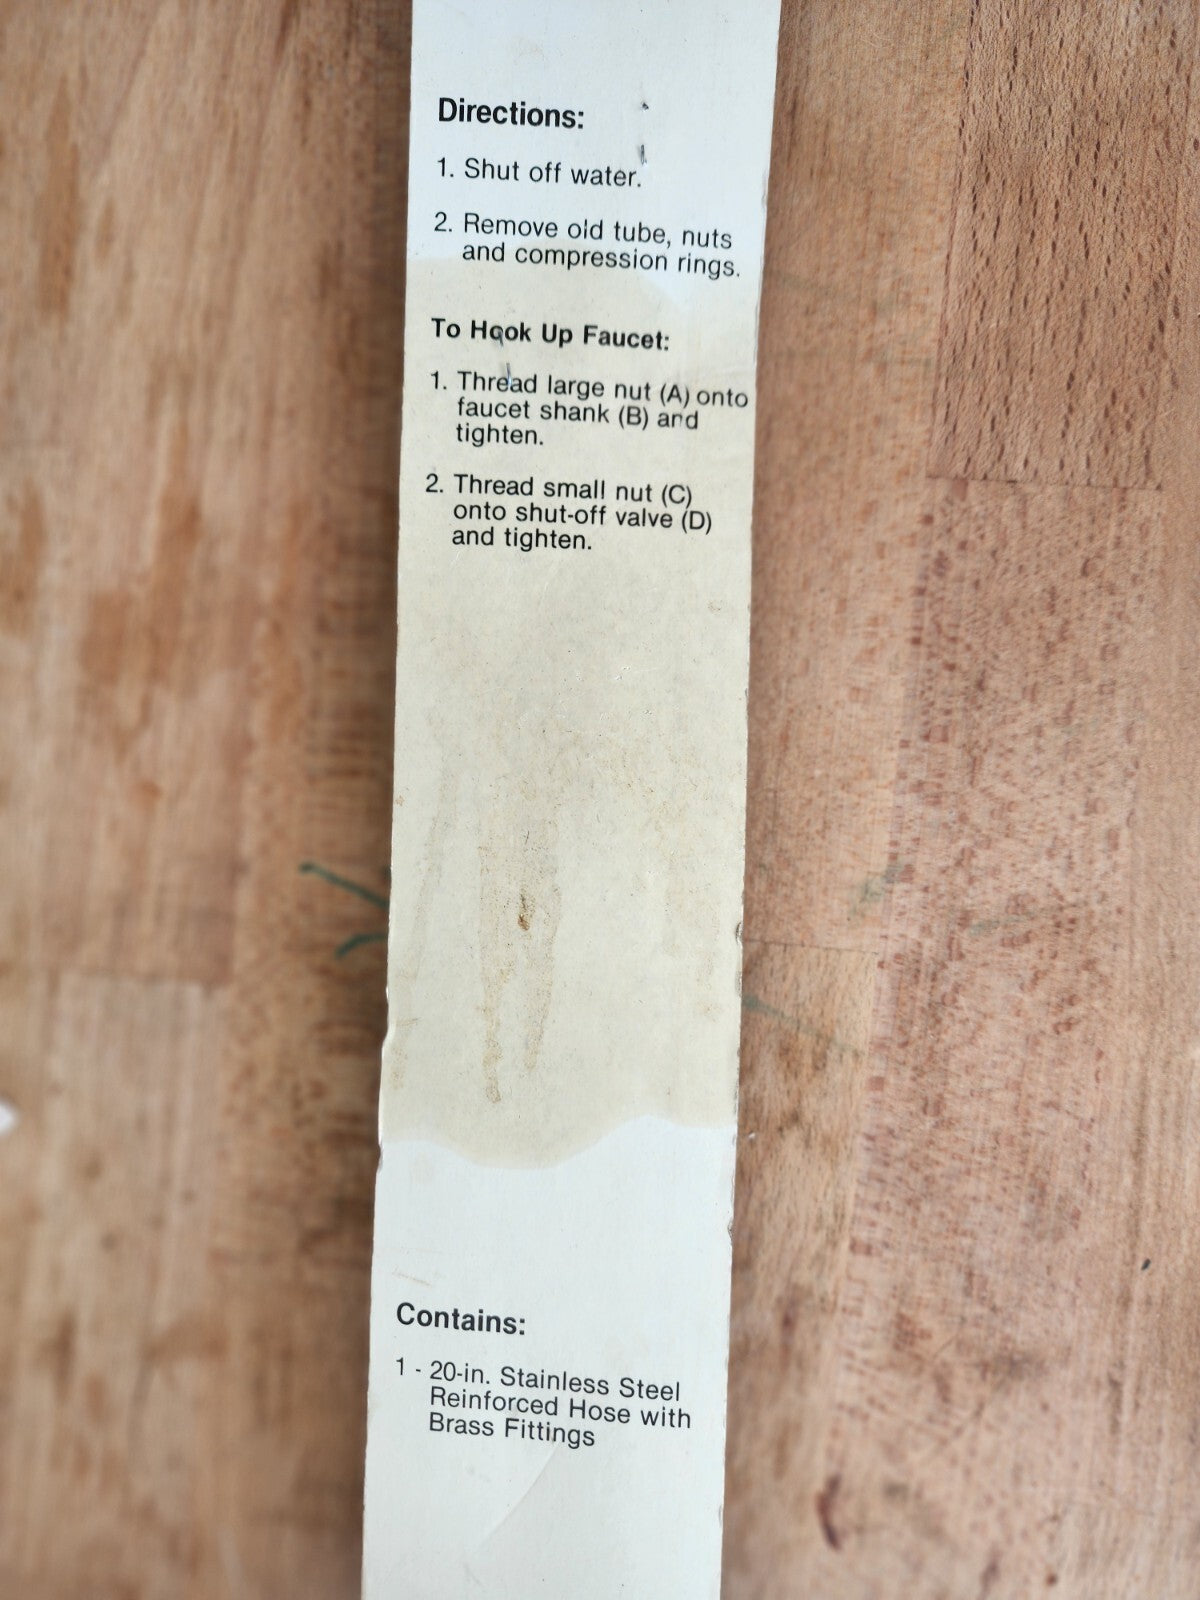 Directions:
1. Shut off water.
2. Remove old tube, nuts
and compression rings.
To Hook Up Faucet:
1. Thread large nut (A) onto
faucet shank (B) and
tighten.
2. Thread small nut (C)
onto shut-off valve (D)
and tighten.
Contains:
1 - 20-in. Stainless Steel
Reinforced Hose with
Brass Fittings